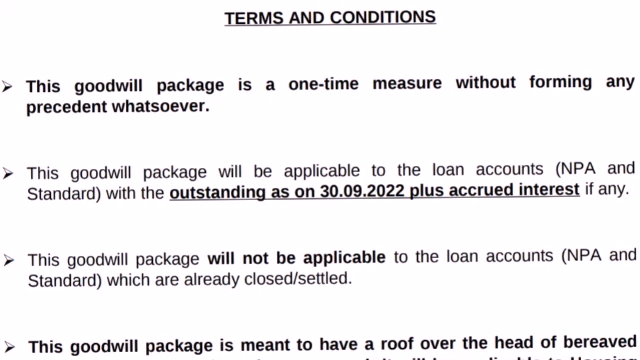 TERMS AND CONDITIONS
➢ This goodwill package is a one-time measure without forming any
precedent whatsoever.
➢ This goodwill package will be applicable to the loan accounts (NPA and
Standard) with the outstanding as on 30.09.2022 plus accrued interest if any.
➢ This goodwill package will not be applicable to the loan accounts (NPA and
Standard) which are already closed/settled.
➢ This goodwill package is meant to have a roof over the head of bereaved